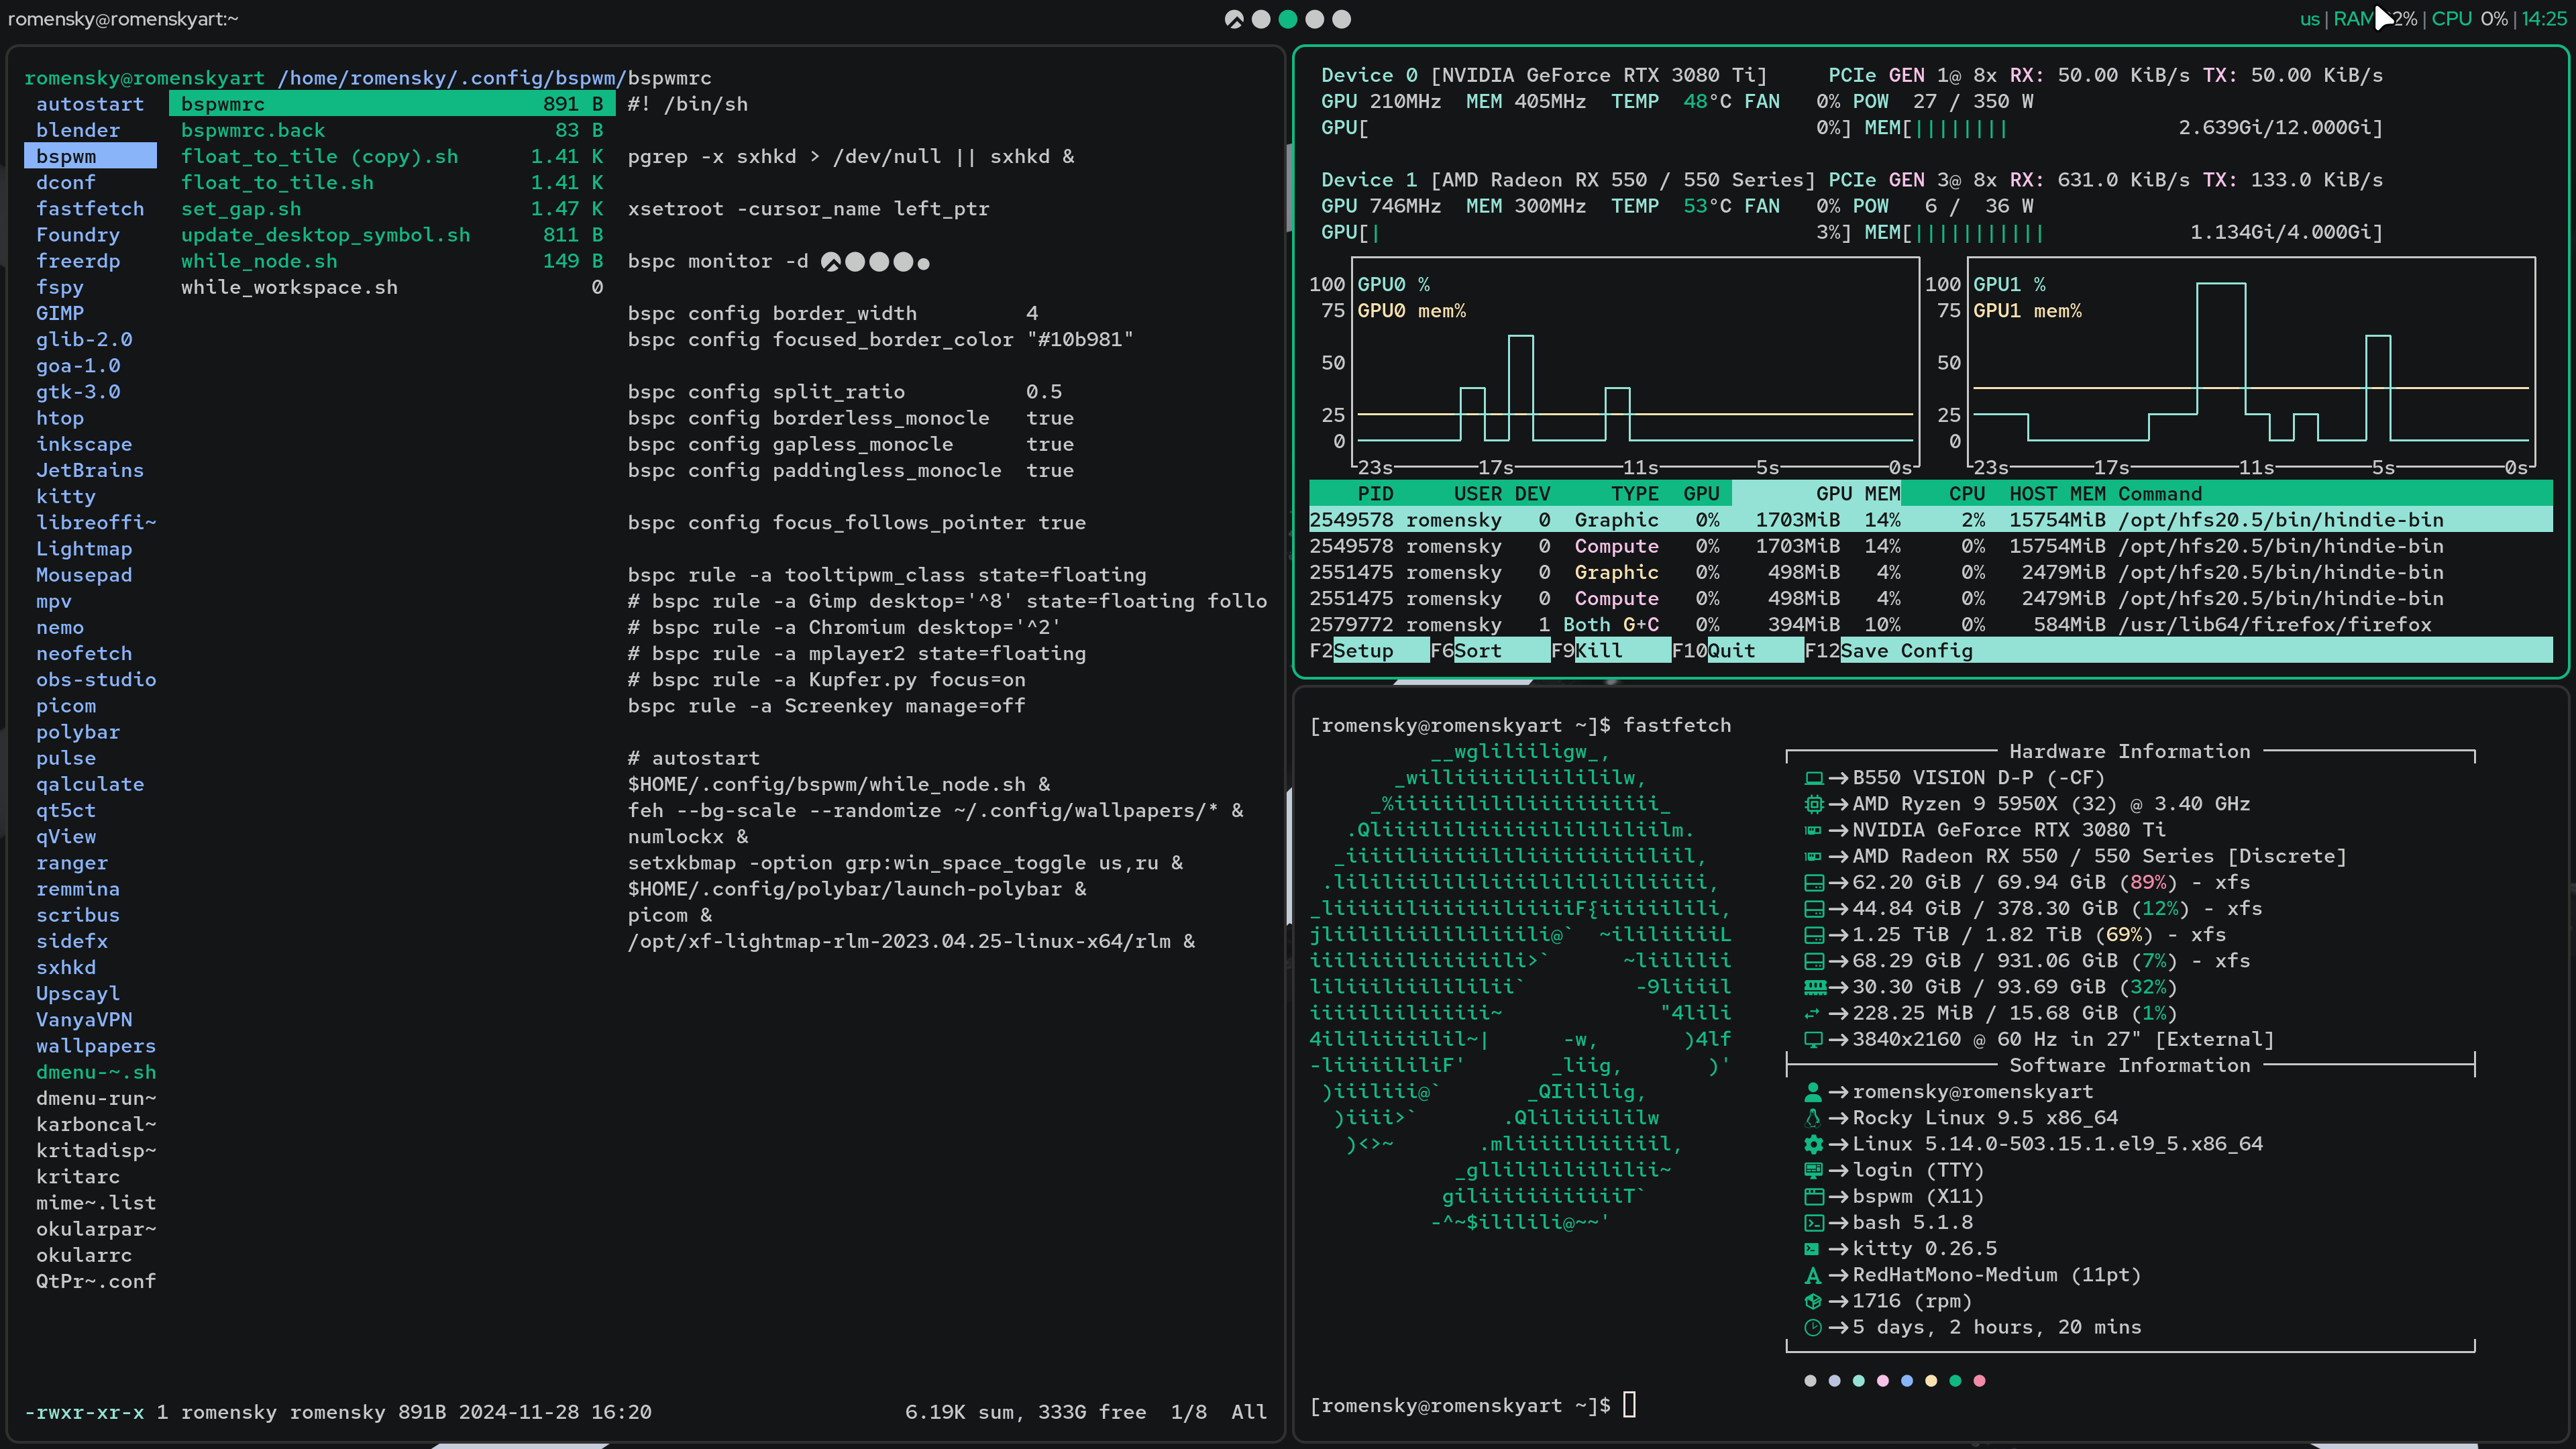 romensky@romenskyart:~
us | RAM 2% | CPU 0% | 14:25
romensky@romenskyart /home/romensky/.config/bspwm/bspwmrc
autostart
blender
bspwm
dconf
fastfetch
Foundry
freerdp
fspy
GIMP
glib-2.0
goa-1.0
gtk-3.0
htop
inkscape
JetBrains
kitty
libreoffi~
Lightmap
Mousepad
mpv
nemo
neofetch
obs-studio
picom
polybar
pulse
qalculate
qt5ct
qView
ranger
remmina
scribus
sidefx
sxhkd
Upscayl
VanyaVPN
wallpapers
dmenu-~.sh
dmenu-run~
karboncal~
kritadisp~
kritarc
mime~.list
okularpar~
okularrc
QtPr~.conf
bspwmrc 891 B
bspwmrc.back 83 B
float_to_tile (copy).sh 1.41 K
float_to_tile.sh 1.41 K
set_gap.sh 1.47 K
update_desktop_symbol.sh 811 B
while_node.sh 149 B
while_workspace.sh 0
#! /bin/sh
pgrep -x sxhkd > /dev/null || sxhkd &
xsetroot -cursor_name left_ptr
bspc monitor -d
bspc config border_width 4
bspc config focused_border_color "#10b981"
bspc config split_ratio 0.5
bspc config borderless_monocle true
bspc config gapless_monocle true
bspc config paddingless_monocle true
bspc config focus_follows_pointer true
bspc rule -a tooltipwm_class state=floating
# bspc rule -a Gimp desktop='^8' state=floating follo
# bspc rule -a Chromium desktop='^2'
# bspc rule -a mplayer2 state=floating
# bspc rule -a Kupfer.py focus=on
bspc rule -a Screenkey manage=off
# autostart
$HOME/.config/bspwm/while_node.sh &
feh --bg-scale --randomize ~/.config/wallpapers/* &
numlockx &
setxkbmap -option grp:win_space_toggle us,ru &
$HOME/.config/polybar/launch-polybar &
picom &
/opt/xf-lightmap-rlm-2023.04.25-linux-x64/rlm &
-rwxr-xr-x 1 romensky romensky 891B 2024-11-28 16:20 6.19K sum, 333G free 1/8 All
Device 0 [NVIDIA GeForce RTX 3080 Ti] PCIe GEN 1@ 8x RX: 50.00 KiB/s TX: 50.00 KiB/s
GPU 210MHz MEM 405MHz TEMP 48°C FAN 0% POW 27 / 350 W
GPU[ 0%] MEM[|||||||| 2.639Gi/12.000Gi]
Device 1 [AMD Radeon RX 550 / 550 Series] PCIe GEN 3@ 8x RX: 631.0 KiB/s TX: 133.0 KiB/s
GPU 746MHz MEM 300MHz TEMP 53°C FAN 0% POW 6 / 36 W
GPU[| 3%] MEM[||||||||||| 1.134Gi/4.000Gi]
100 GPU0 %
75 GPU0 mem%
50
25
0
23s 17s 11s 5s 0s
100 GPU1 %
75 GPU1 mem%
50
25
0
23s 17s 11s 5s 0s
PID USER DEV TYPE GPU GPU MEM CPU HOST MEM Command
2549578 romensky 0 Graphic 0% 1703MiB 14% 2% 15754MiB /opt/hfs20.5/bin/hindie-bin
2549578 romensky 0 Compute 0% 1703MiB 14% 0% 15754MiB /opt/hfs20.5/bin/hindie-bin
2551475 romensky 0 Graphic 0% 498MiB 4% 0% 2479MiB /opt/hfs20.5/bin/hindie-bin
2551475 romensky 0 Compute 0% 498MiB 4% 0% 2479MiB /opt/hfs20.5/bin/hindie-bin
2579772 romensky 1 Both G+C 0% 394MiB 10% 0% 584MiB /usr/lib64/firefox/firefox
F2Setup F6Sort F9Kill F10Quit F12Save Config
[romensky@romenskyart ~]$ fastfetch
Hardware Information
B550 VISION D-P (-CF)
AMD Ryzen 9 5950X (32) @ 3.40 GHz
NVIDIA GeForce RTX 3080 Ti
AMD Radeon RX 550 / 550 Series [Discrete]
62.20 GiB / 69.94 GiB (89%) - xfs
44.84 GiB / 378.30 GiB (12%) - xfs
1.25 TiB / 1.82 TiB (69%) - xfs
68.29 GiB / 931.06 GiB (7%) - xfs
30.30 GiB / 93.69 GiB (32%)
228.25 MiB / 15.68 GiB (1%)
3840x2160 @ 60 Hz in 27" [External]
Software Information
romensky@romenskyart
Rocky Linux 9.5 x86_64
Linux 5.14.0-503.15.1.el9_5.x86_64
login (TTY)
bspwm (X11)
bash 5.1.8
kitty 0.26.5
RedHatMono-Medium (11pt)
1716 (rpm)
5 days, 2 hours, 20 mins
[romensky@romenskyart ~]$